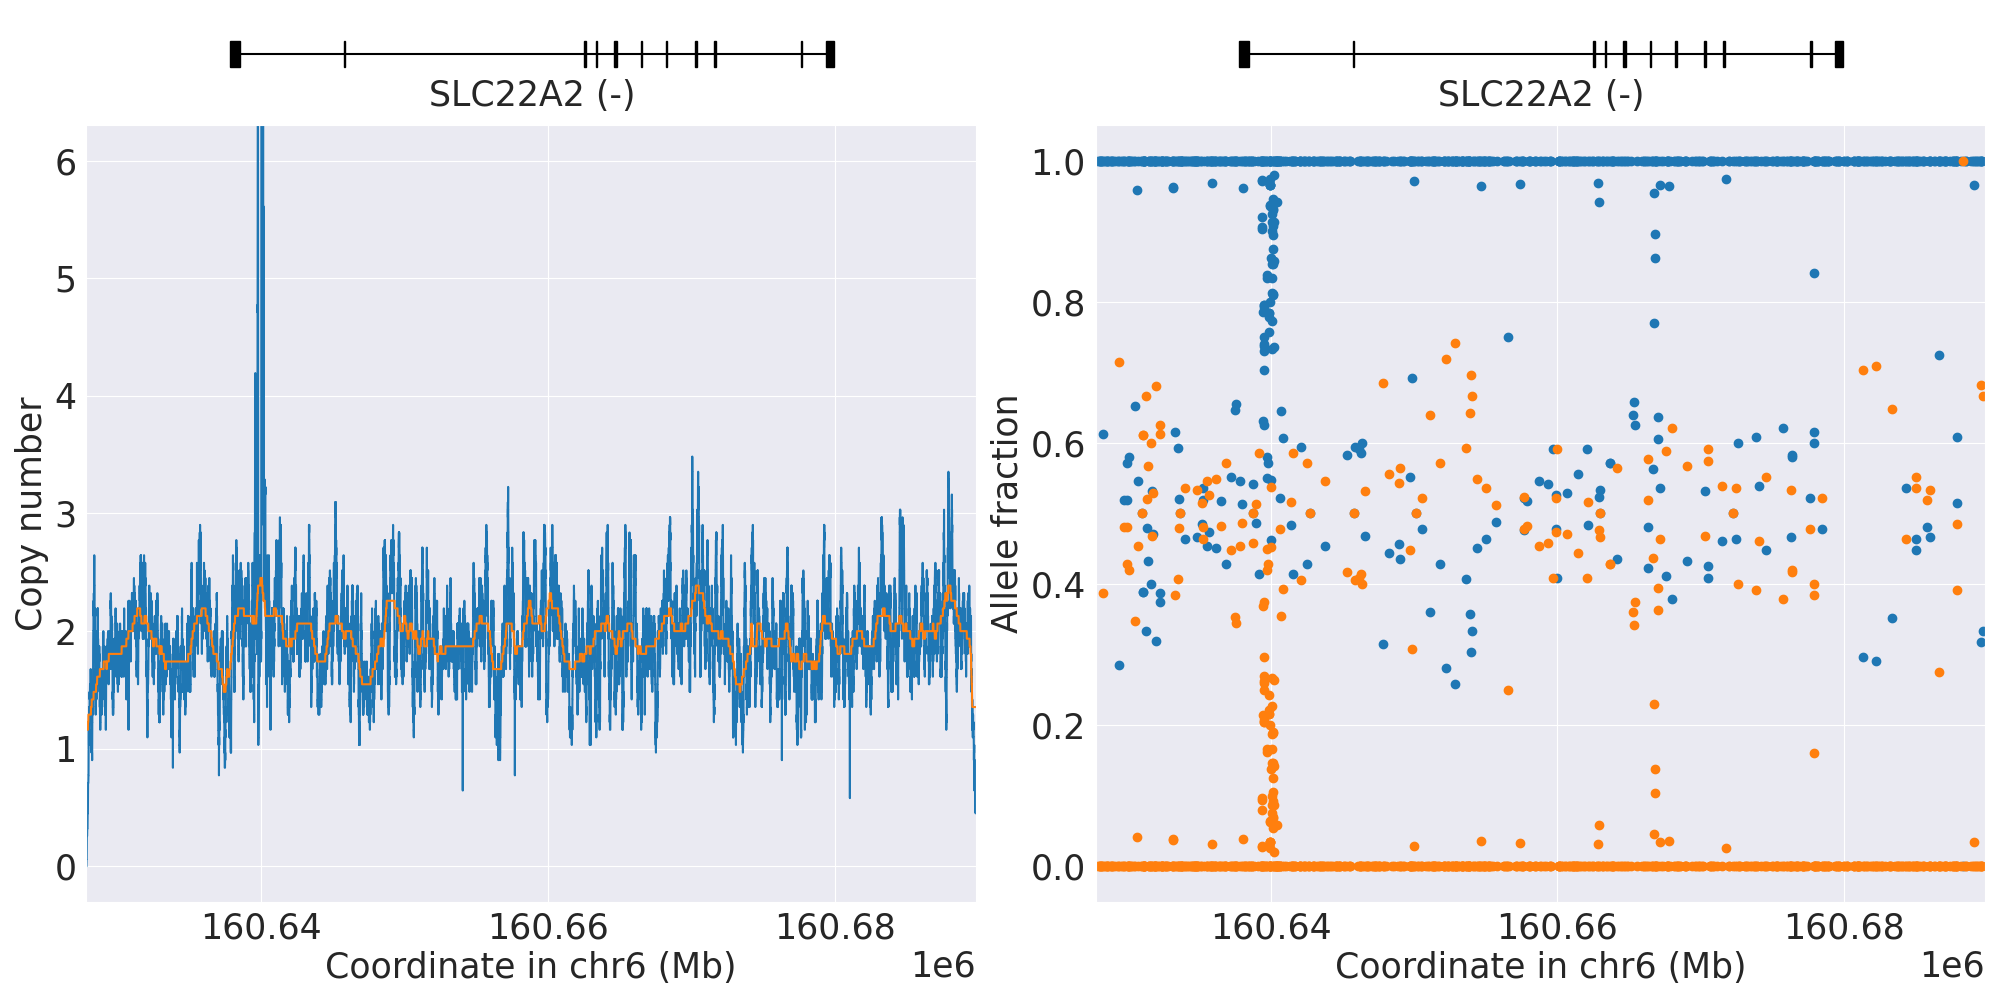 SLC22A2 (-)
Copy number
6
5
4
3
2
1
0
160.64
160.66
160.68
Coordinate in chr6 (Mb)
1e6
SLC22A2 (-)
Allele fraction
1.0
0.8
0.6
0.4
0.2
0.0
160.64
160.66
160.68
Coordinate in chr6 (Mb)
1e6